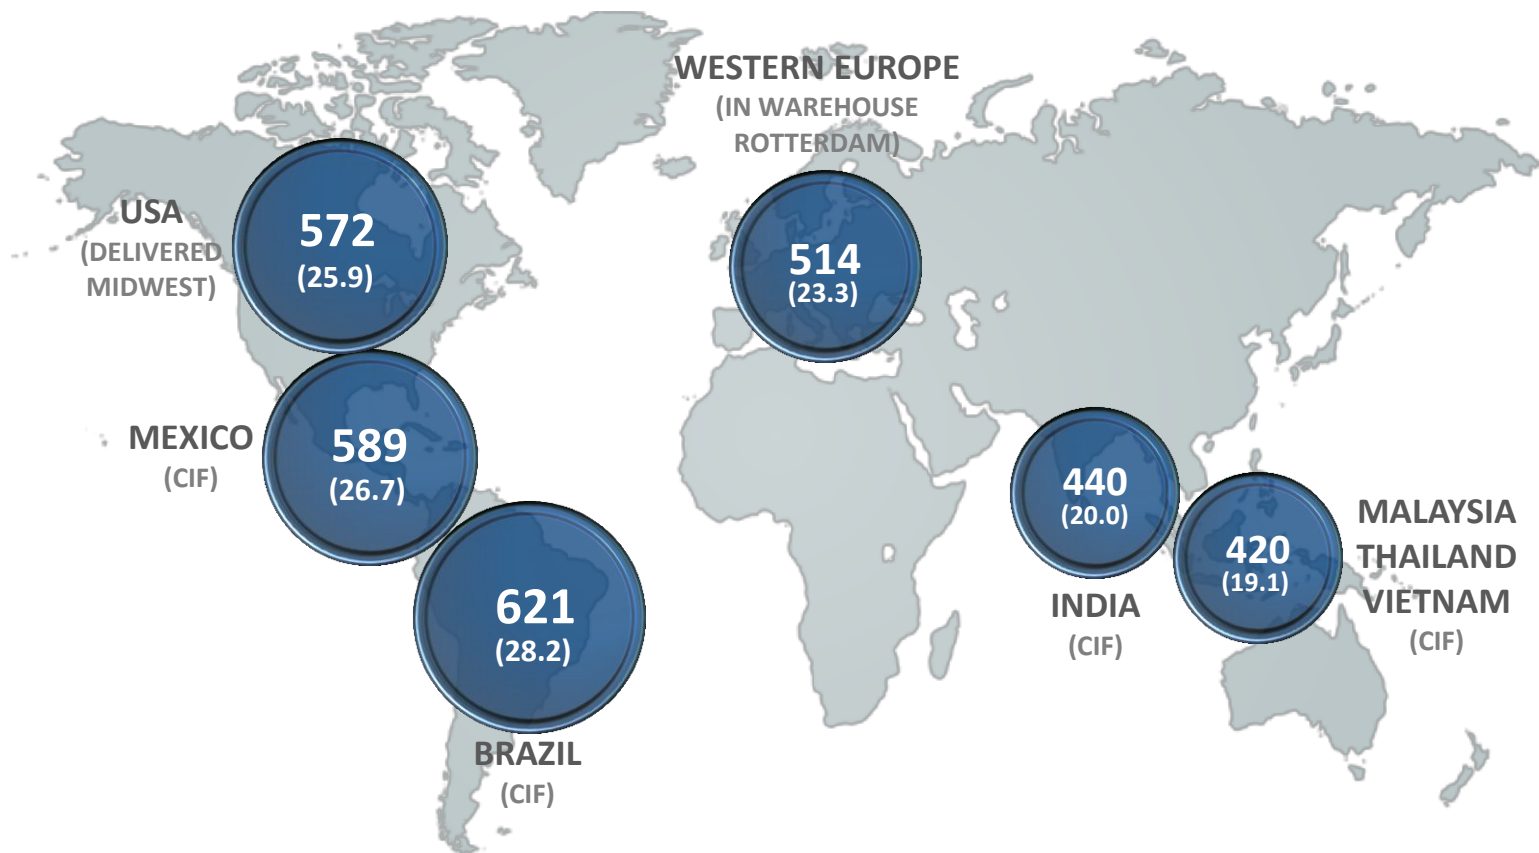 WESTERN EUROPE
(IN WAREHOUSE
ROTTERDAM)
514
(23.3)
USA
(DELIVERED
MIDWEST)
572
(25.9)
MEXICO
(CIF)
589
(26.7)
621
(28.2)
BRAZIL
(CIF)
440
(20.0)
INDIA
(CIF)
420
(19.1)
MALAYSIA
THAILAND
VIETNAM
(CIF)